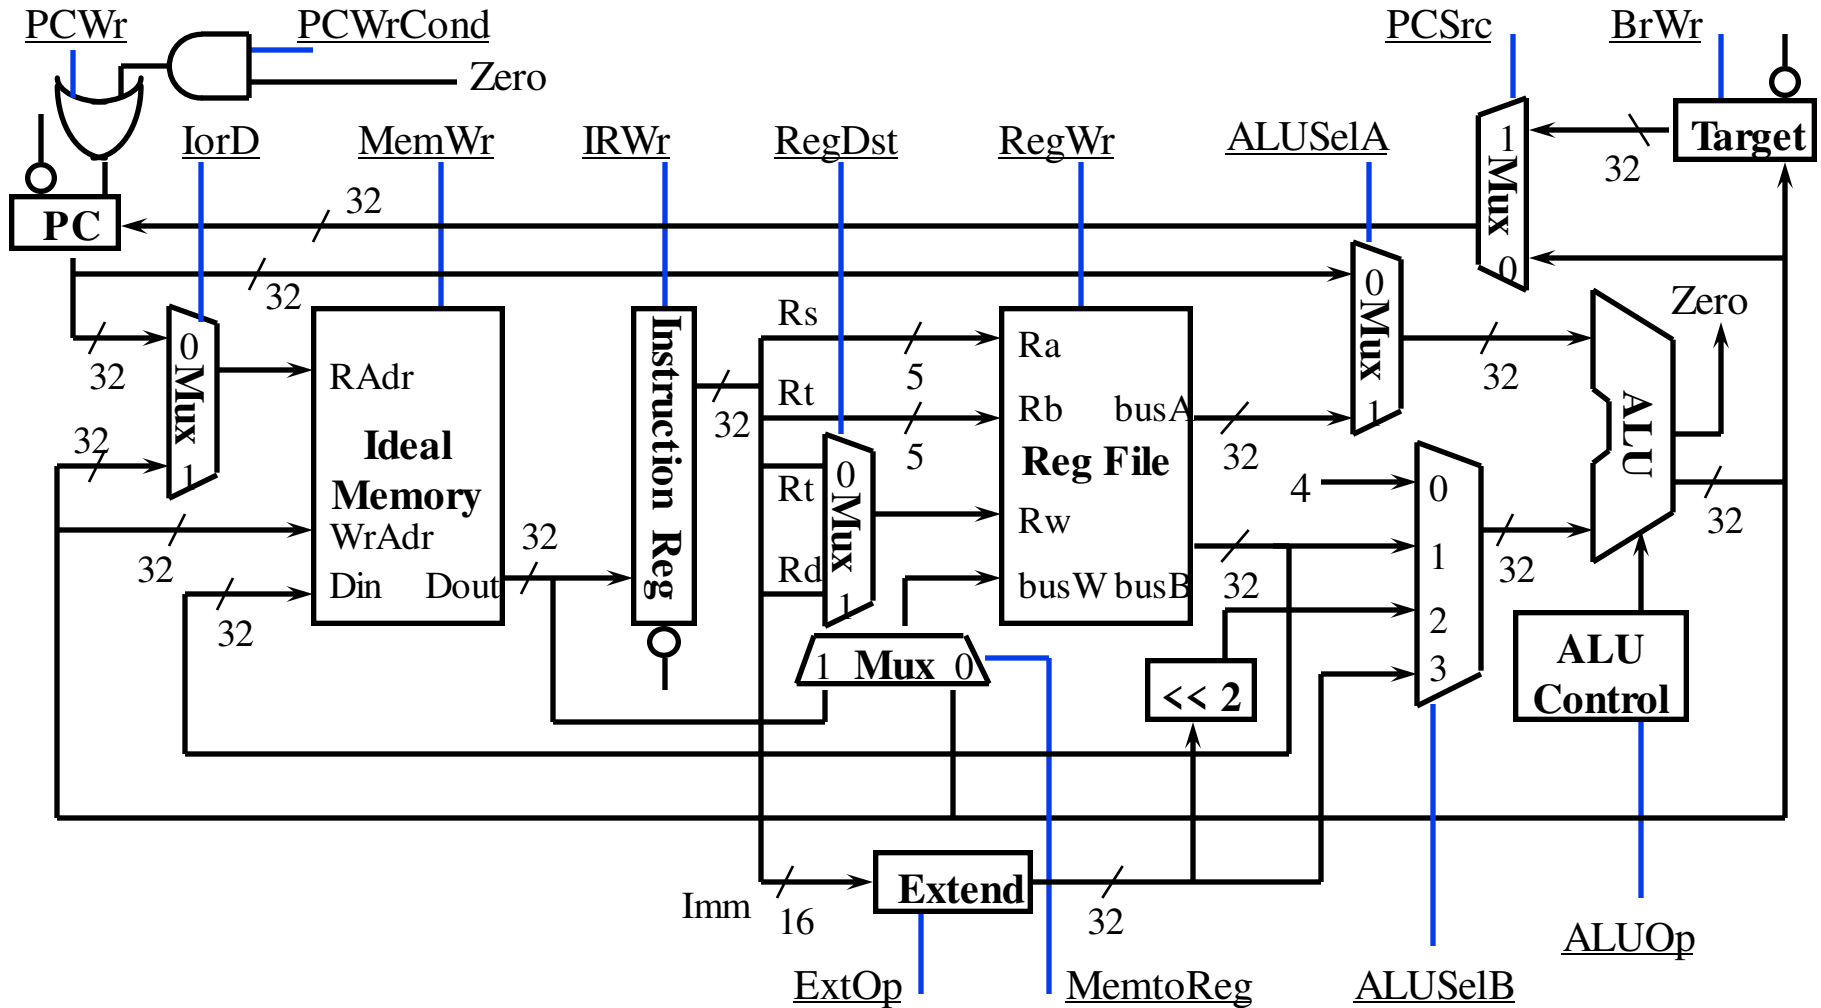 PCWr
PCWrCond
PCSrc
BrWr
Zero
IorD
MemWr
IRWr
RegDst
RegWr
ALUSelA
1
Mux
0
Target
32
32
PC
32
0
Mux
1
Zero
32
0
Mux
1
RAdr
Ideal
Memory
WrAdr
Din
Dout
Instruction Reg
Rs
5
Ra
32
ALU
32
Rt
5
Rb
busA
32
32
Reg File
Rt
0
Mux
1
Rw
4
0
1
2
3
32
32
32
32
Rd
busW
busB
32
32
1
Mux
0
<< 2
ALU
Control
Imm
16
Extend
32
ALUOp
ExtOp
MemtoReg
ALUSelB